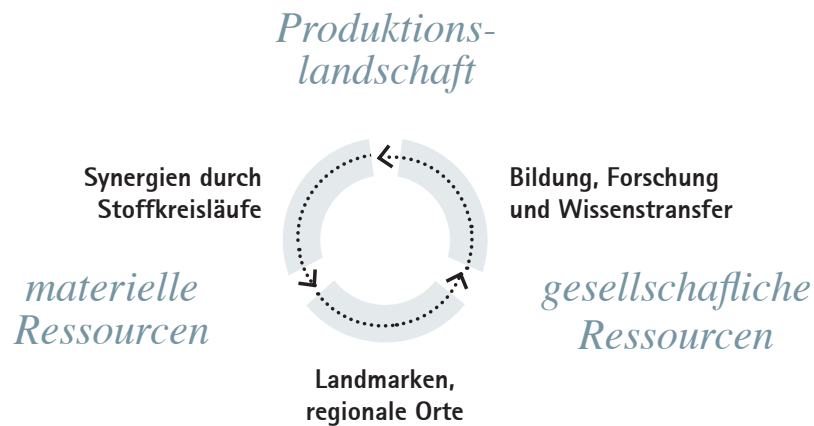 Produktions-
landschaft
Synergien durch
Stoffkreisläufe
Bildung, Forschung
und Wissenstransfer
materielle
Ressourcen
gesellschafliche
Ressourcen
Landmarken,
regionale Orte